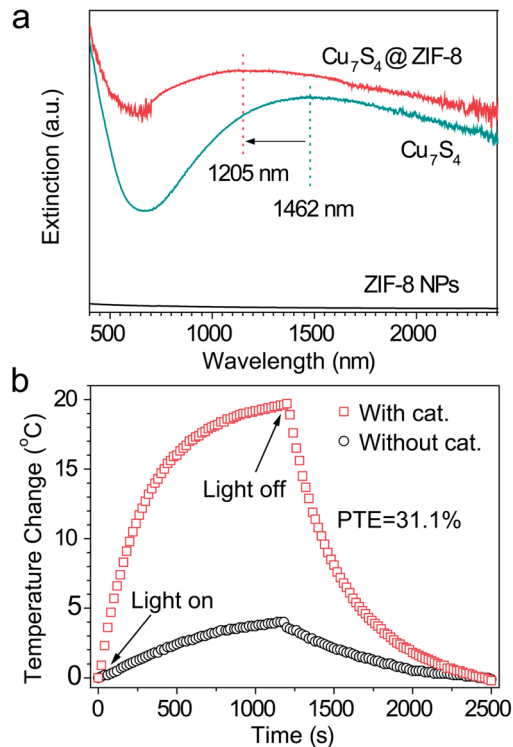 a
Cu₇S₄@ZIF-8
Cu₇S₄
1205 nm
1462 nm
ZIF-8 NPs
Extinction (a.u.)
500 1000 1500 2000
Wavelength (nm)
b
20
15
10
5
0
With cat.
Without cat.
Light off
PTE=31.1%
Light on
Temperature Change (°C)
0 500 1000 1500 2000 2500
Time (s)